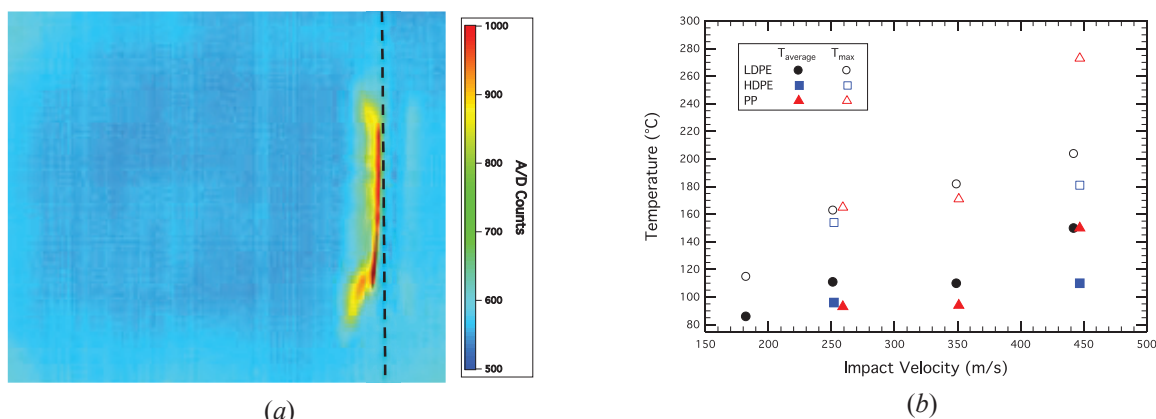 1000
900
800
700
600
500
A/D Counts
(a)
300
280
260
240
220
200
180
160
140
120
100
80
Temperature (°C)
T average T max
LDPE
HDPE
PP
150 200 250 300 350 400 450 500
Impact Velocity (m/s)
(b)